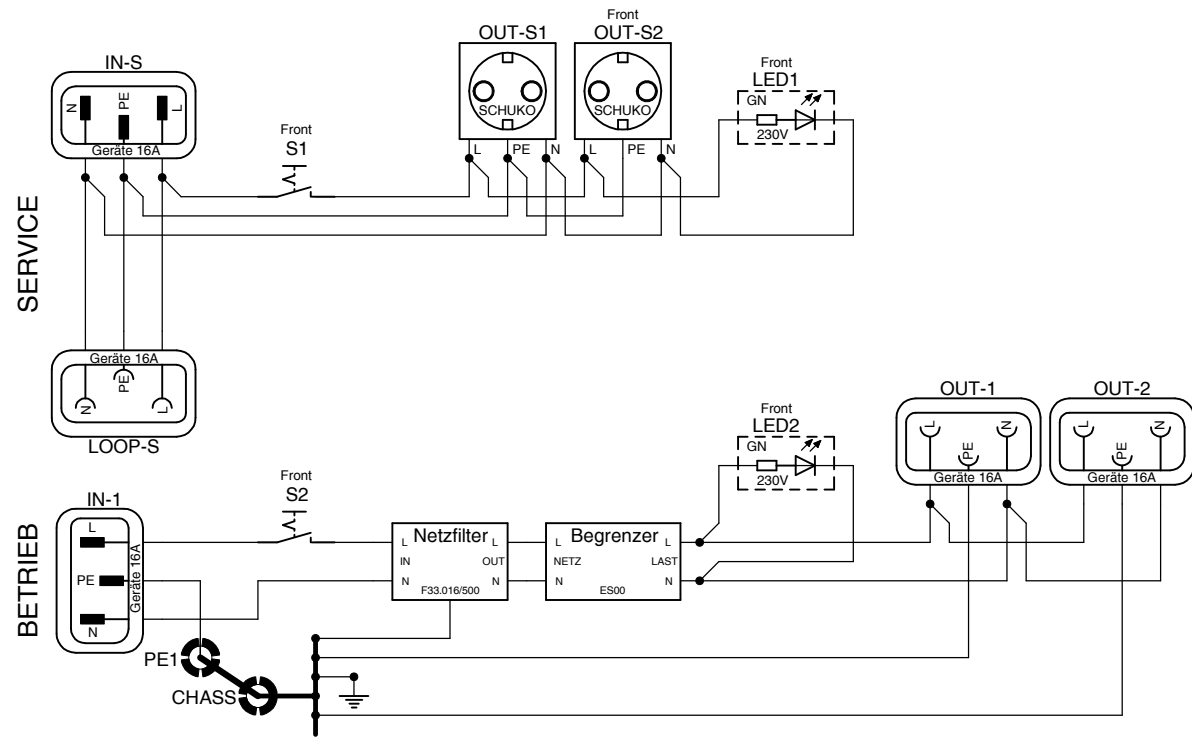 SERVICE
IN-S
N
PE
L
Geräte 16A
Front
S1
OUT-S1
SCHUKO
L
PE
N
Front
OUT-S2
SCHUKO
L
PE
N
Front
LED1
GN
230V
Geräte 16A
N
PE
L
LOOP-S
BETRIEB
IN-1
L
PE
N
Geräte 16A
Front
S2
Netzfilter
L
L
IN
OUT
N
N
F33.016/500
Begrenzer
L
L
NETZ
LAST
N
N
ES00
Front
LED2
GN
230V
OUT-1
L
PE
N
Geräte 16A
OUT-2
L
PE
N
Geräte 16A
PE1
CHASS